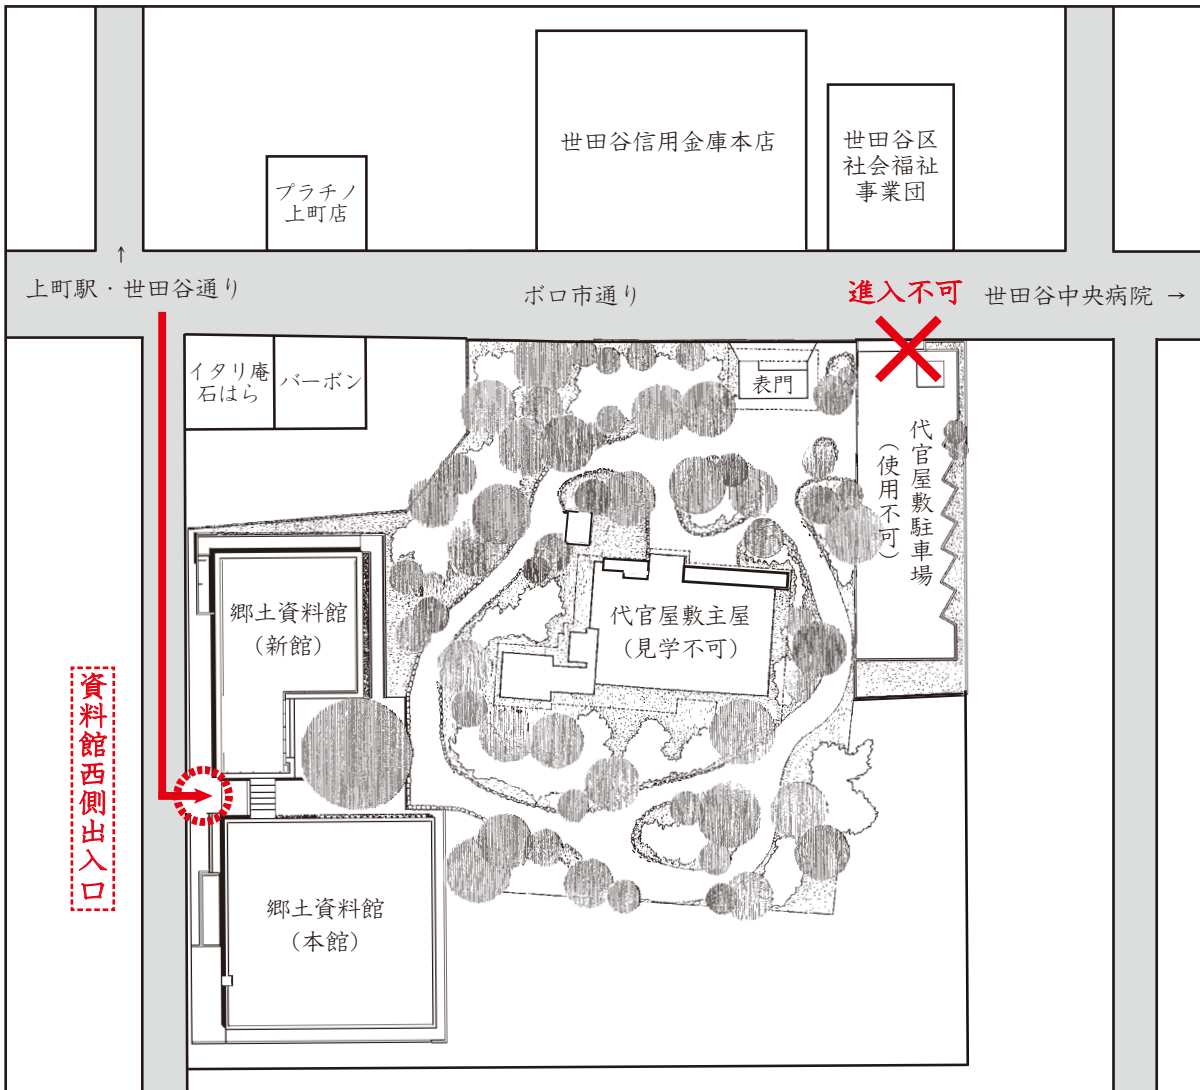 世田谷信用金庫本店
世田谷区
社会福祉
事業団
プラチノ
上町店
↑
上町駅・世田谷通り
ボロ市通り
進入不可
世田谷中央病院 →
イタリ庵
石はら
バーボン
表門
代官屋敷駐車場
（使用不可）
郷土資料館
（新館）
代官屋敷主屋
（見学不可）
資料館西側出入口
郷土資料館
（本館）